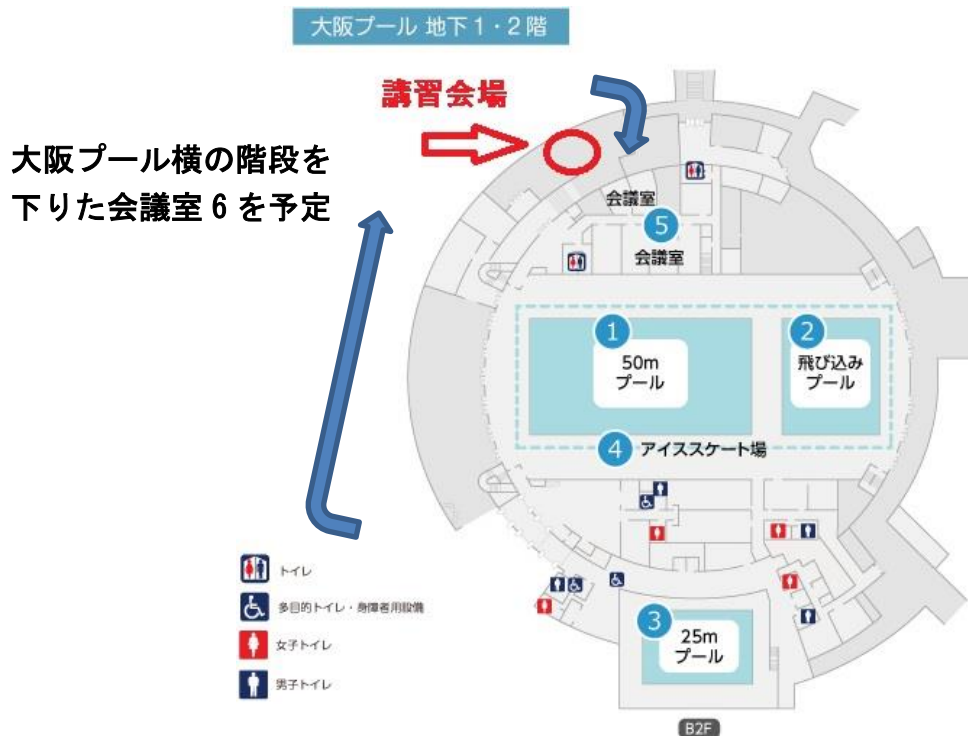 大阪プール 地下1・2階
講習会場
大阪プール横の階段を
下りた会議室6を予定
会議室
5
会議室
1
50m
プール
2
飛び込み
プール
4 アイススケート場
トイレ
多目的トイレ・身障者用設備
女子トイレ
男子トイレ
3
25m
プール
B2F